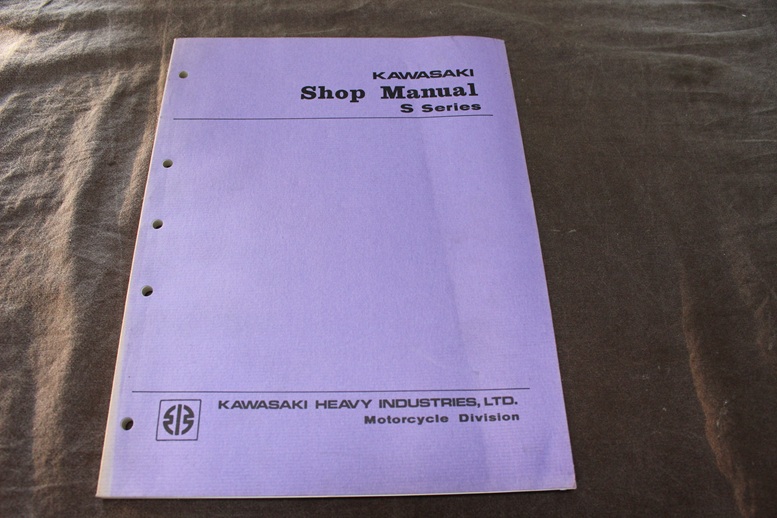 KAWASAKI
Shop Manual
S Series
KAWASAKI HEAVY INDUSTRIES, LTD.
Motorcycle Division